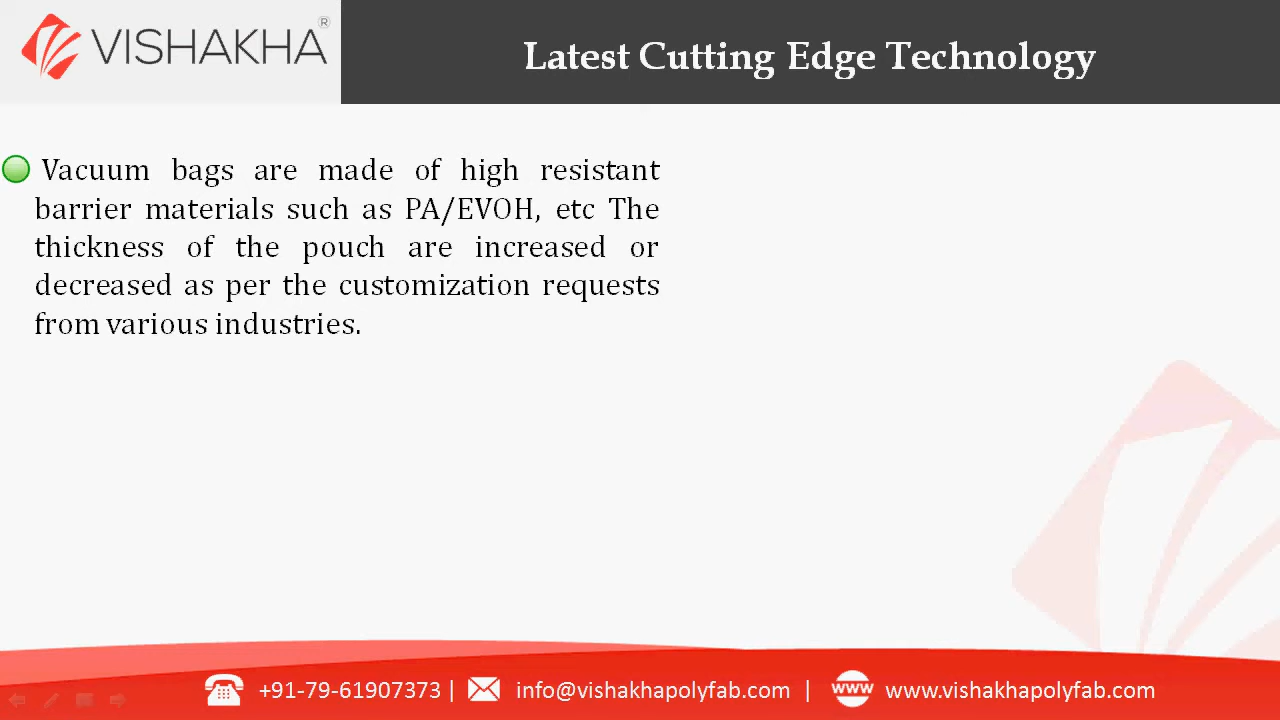 VISHAKHA®
Latest Cutting Edge Technology
Vacuum bags are made of high resistant
barrier materials such as PA/EVOH, etc The
thickness of the pouch are increased or
decreased as per the customization requests
from various industries.
+91-79-61907373 | info@vishakhapolyfab.com | www www.vishakhapolyfab.com